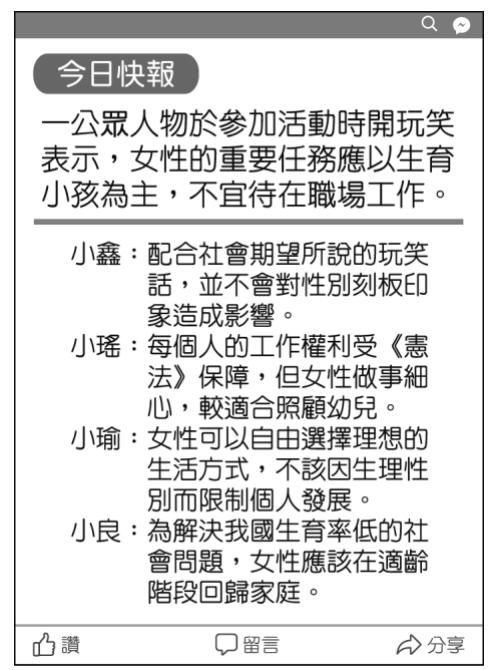 今日快報
一公眾人物於參加活動時開玩笑
表示，女性的重要任務應以生育
小孩為主，不宜待在職場工作。
小鑫：配合社會期望所說的玩笑
話，並不會對性別刻板印
象造成影響。
小瑤：每個人的工作權利受《憲
法》保障，但女性做事細
心，較適合照顧幼兒。
小瑜：女性可以自由選擇理想的
生活方式，不該因生理性
別而限制個人發展。
小良：為解決我國生育率低的社
會問題，女性應該在適齡
階段回歸家庭。
讚 留言 分享